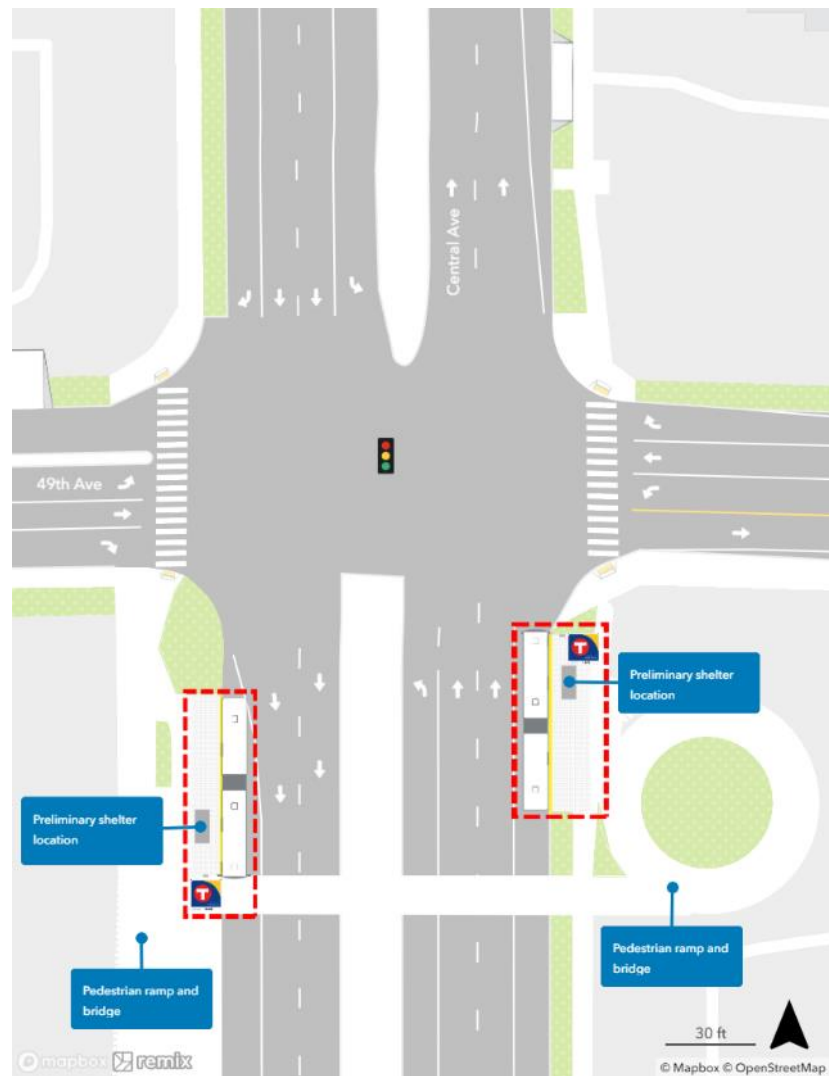 Central Ave
49th Ave
T
Preliminary shelter
location
Preliminary shelter
location
T
Pedestrian ramp and
bridge
Pedestrian ramp and
bridge
30 ft
mapbox remix
© Mapbox © OpenStreetMap